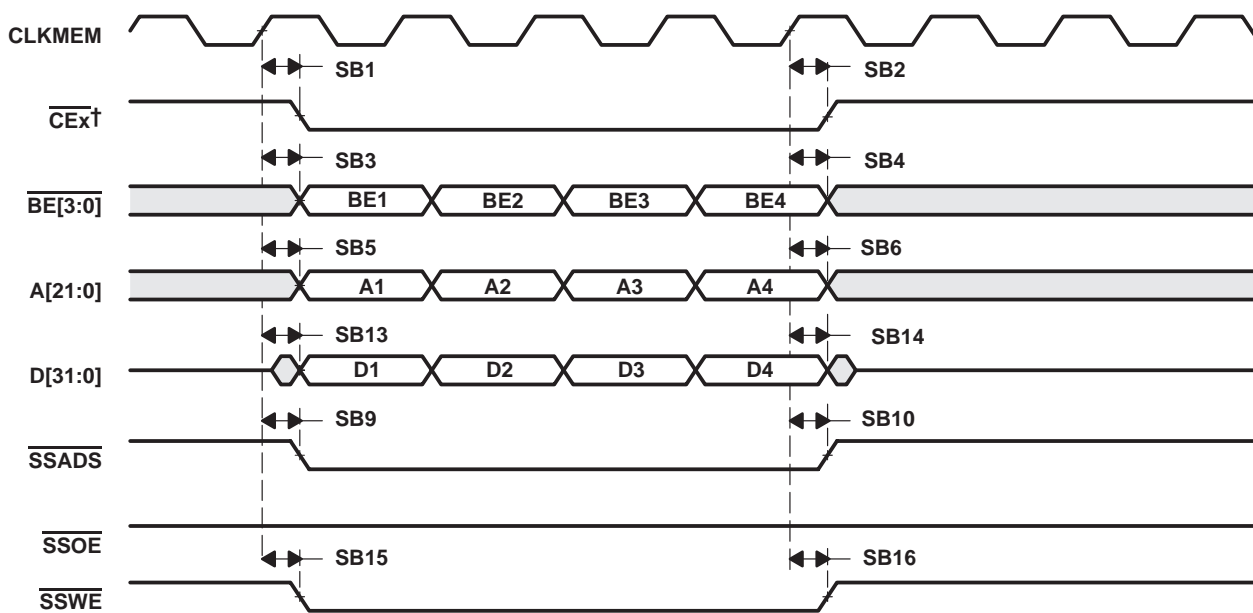 CLKMEM
SB1 SB2
CEx†
SB3 SB4
BE[3:0] BE1 BE2 BE3 BE4
SB5 SB6
A[21:0] A1 A2 A3 A4
SB13 SB14
D[31:0] D1 D2 D3 D4
SB9 SB10
SSADS
SSOE
SB15 SB16
SSWE